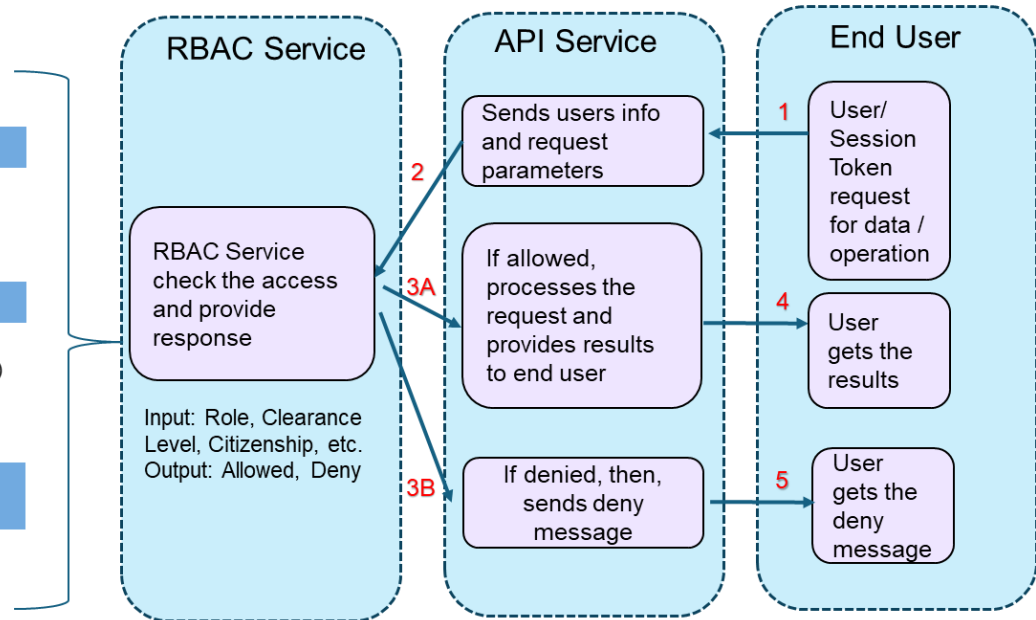 RBAC Service
API Service
End User
1
User/
Session
Token
request
for data /
operation
Sends users info
and request
parameters
2
RBAC Service
check the access
and provide
response
3A
If allowed,
processes the
request and
provides results
to end user
4
User
gets the
results
Input: Role, Clearance
Level, Citizenship, etc.
Output: Allowed, Deny
3B
If denied, then,
sends deny
message
5
User
gets the
deny
message